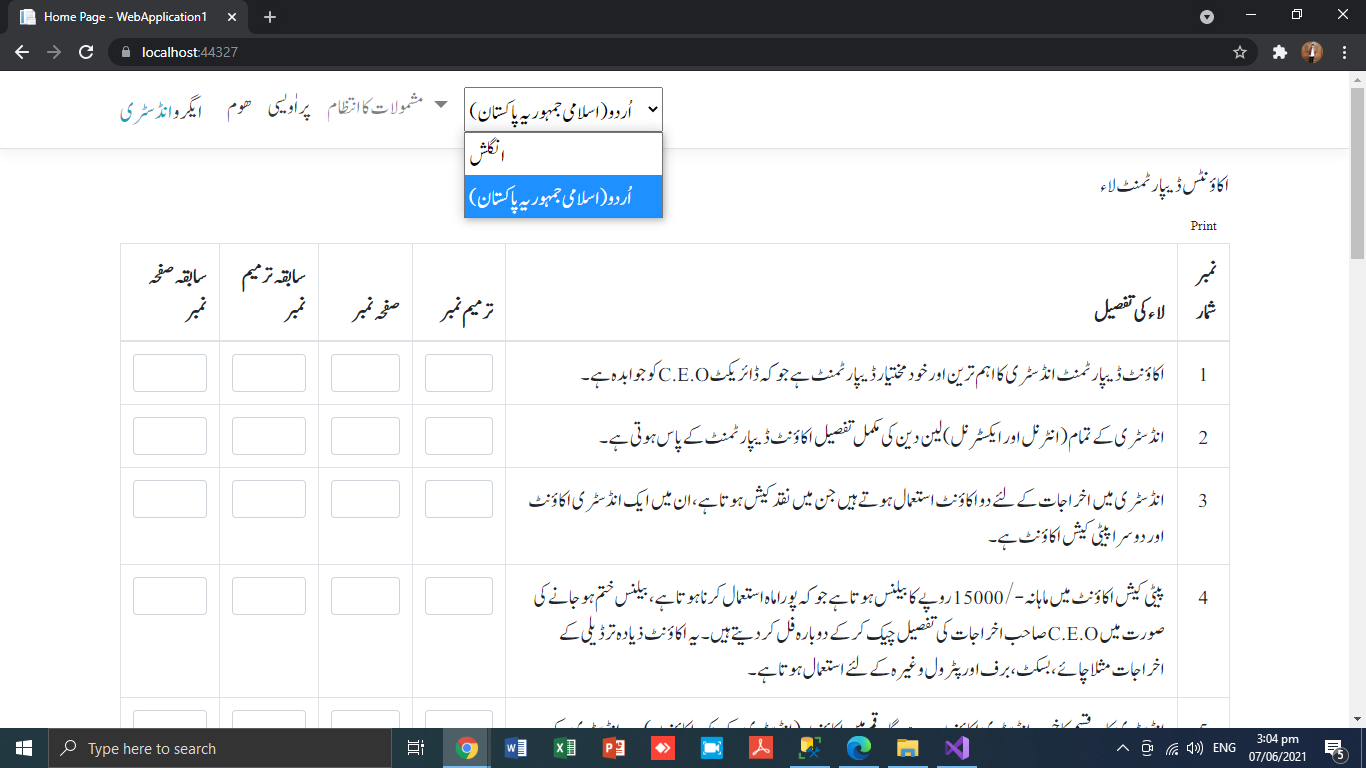 Home Page - WebApplication1
localhost:44327
ایگروانڈسٹری
ھوم
پراویسی
مشمولات کا انتظام
اُردو(اسلامی جمہوریہ پاکستان)
انگلش
اُردو(اسلامی جمہوریہ پاکستان)
اکاؤنٹس ڈیپارٹمنٹ لاء
Print
نمبر شمار
لاء کی تفصیل
ترمیم نمبر
صفحہ نمبر
سابقہ ترمیم نمبر
سابقہ صفحہ نمبر
1
اکاؤنٹ ڈیپارٹمنٹ انڈسٹری کا اہم ترین اور خود مختیار ڈیپارٹمنٹ ہے جو کہ ڈائریکٹ C.E.O کو جوابدہ ہے۔
2
انڈسٹری کے تمام (انٹرنل اور ایکسٹرنل) لین دین کی مکمل تفصیل اکاؤنٹ ڈیپارٹمنٹ کے پاس ہوتی ہے۔
3
انڈسٹری میں اخراجات کے لئے دو اکاؤنٹ استعمال ہوتے ہیں جن میں نقد کیش ہوتا ہے، ان میں ایک انڈسٹری اکاؤنٹ
اور دوسرا پیٹی کیش اکاؤنٹ ہے۔
4
پیٹی کیش اکاؤنٹ میں ماہانہ -/15000 روپے کا بیلنس ہوتا ہے جو کہ پورا ماہ استعمال کرنا ہوتا ہے، بیلنس ختم ہو جانے کی
صورت میں C.E.O صاحب اخراجات کی تفصیل چیک کر کے دوبارہ فل کر دیتے ہیں۔ یہ اکاؤنٹ ذیادہ تر ڈیلی کے
اخراجات مثلا چائے، بسکٹ، برف اور پٹرول وغیرہ کے لئے استعمال ہوتا ہے۔
Type here to search
ENG
3:04 pm
07/06/2021
5